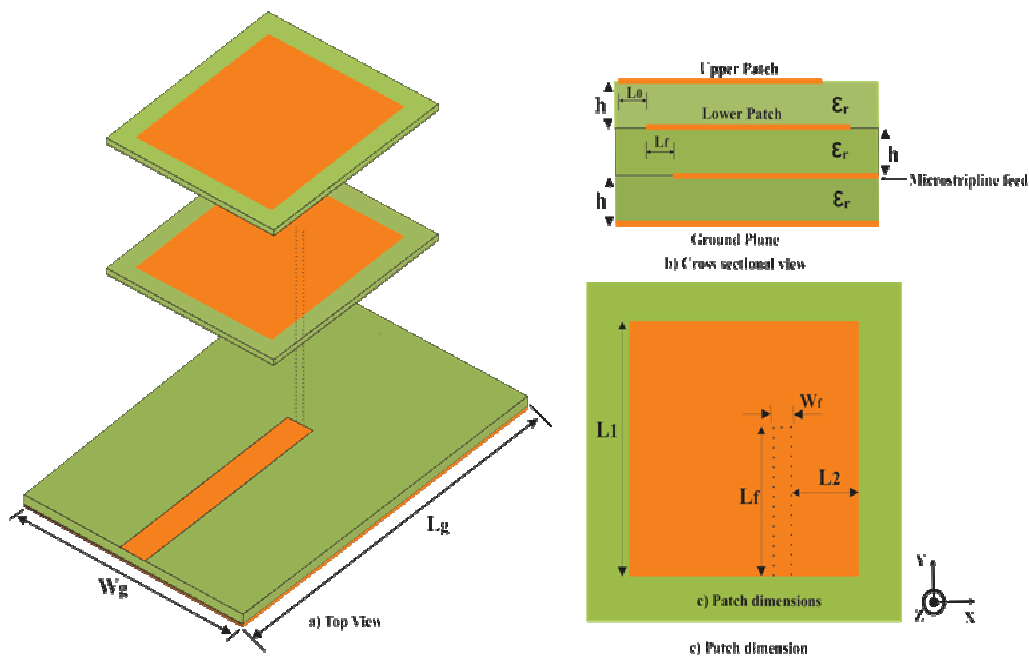 Upper Patch
Lo
h
εr
Lower Patch
Lf
εr
h
Microstripline feed
h
εr
Ground Plane
b) Cross sectional view
Wf
L1
L2
Lf
c) Patch dimensions
Y
Z
X
c) Patch dimension
Lg
Wg
a) Top View